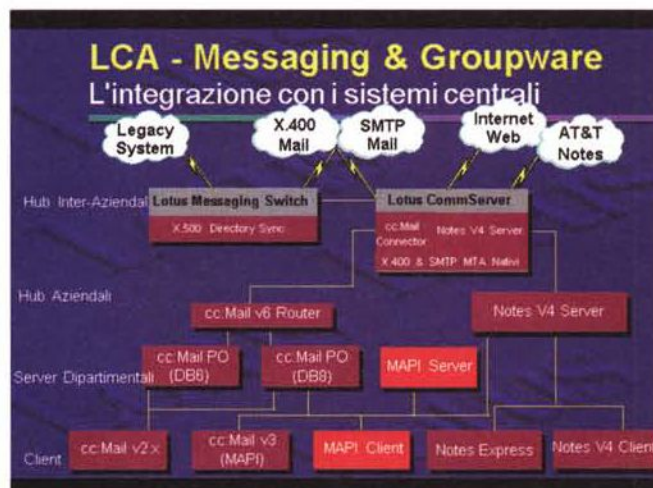 LCA - Messaging & Groupware
L'integrazione con i sistemi centrali
Legacy
System
X.400
Mail
SMTP
Mail
Internet
Web
AT&T
Notes
Hub Inter-Aziendal
Lotus Messaging Switch
X.500 Directory Sync
Lotus CommServer
cc:Mail
Connector
Notes V4 Server
X.400 & SMTP MTA Nativi
Hub Aziendali
cc:Mail v6 Router
Notes V4 Server
Server Dipartimentali
cc:Mail PO
(DB6)
cc:Mail PO
(DB8)
MAPI Server
Client
cc:Mail v2.x
cc:Mail v3
(MAPI)
MAPI Client
Notes Express
Notes V4 Client